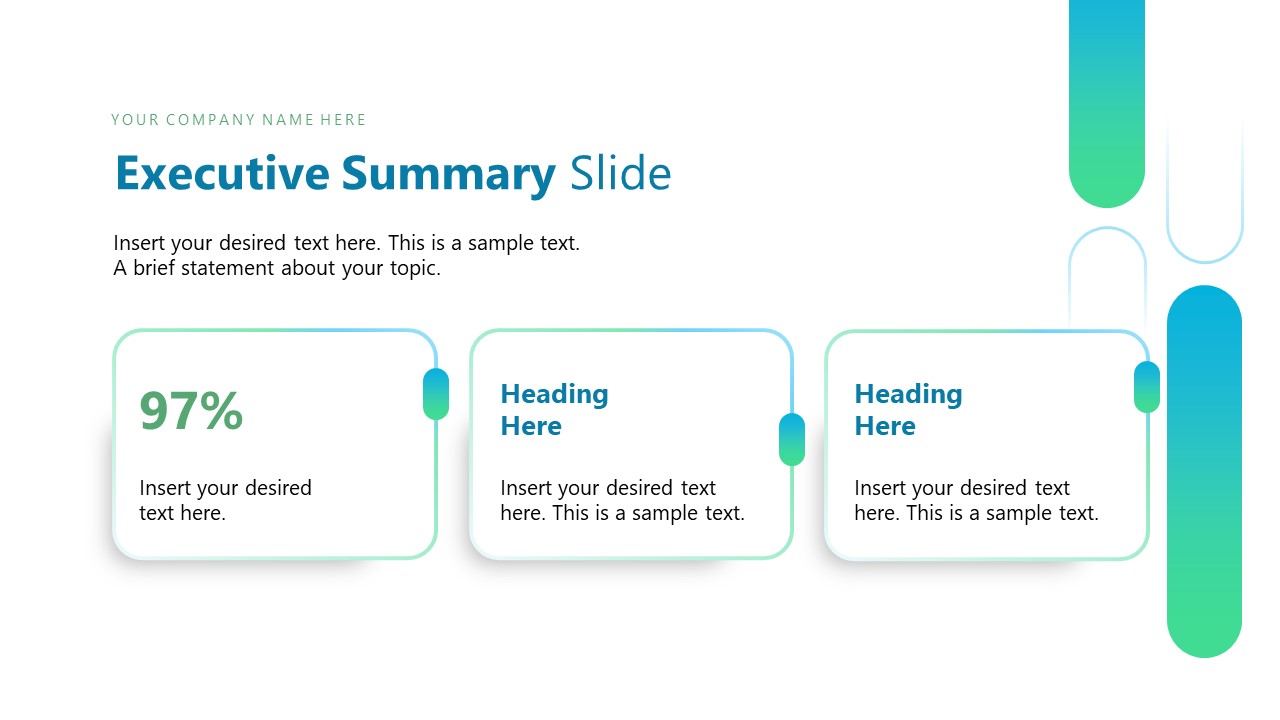 YOUR COMPANY NAME HERE
Executive Summary Slide
Insert your desired text here. This is a sample text.
A brief statement about your topic.
97%
Insert your desired
text here.
Heading
Here
Insert your desired text
here. This is a sample text.
Heading
Here
Insert your desired text
here. This is a sample text.